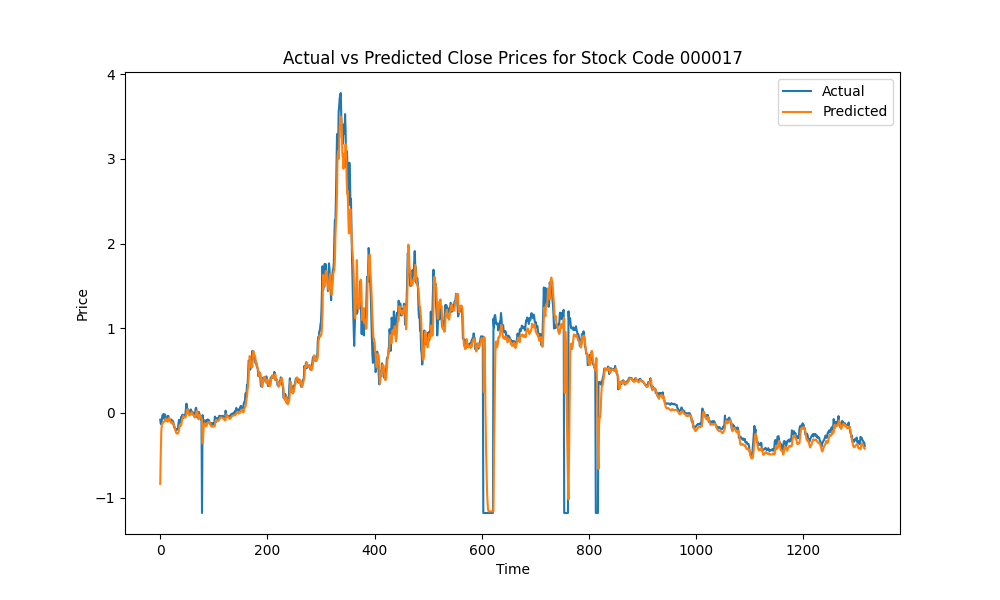 Actual vs Predicted Close Prices for Stock Code 000017
Actual
Predicted
Price
4
3
2
1
0
−1
0 200 400 600 800 1000 1200
Time